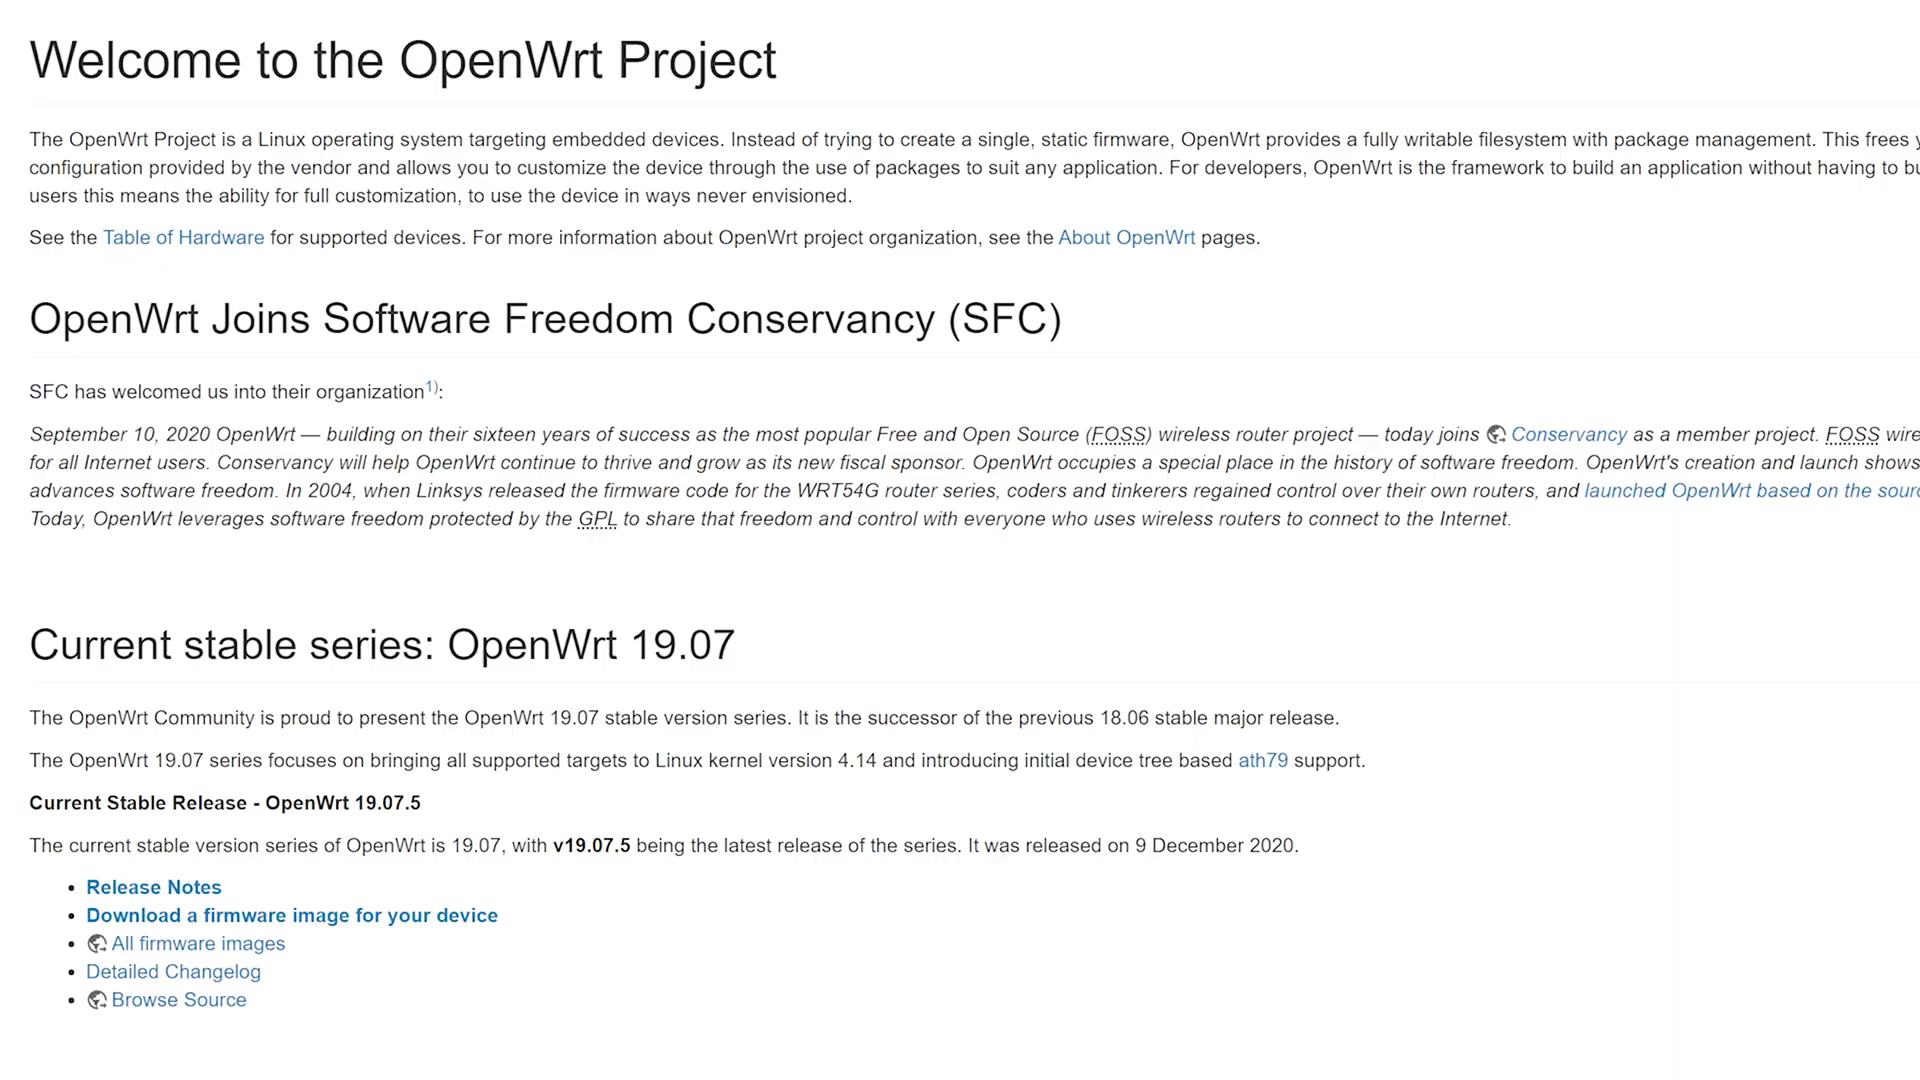 Welcome to the OpenWrt Project
The OpenWrt Project is a Linux operating system targeting embedded devices. Instead of trying to create a single, static firmware, OpenWrt provides a fully writable filesystem with package management. This frees
configuration provided by the vendor and allows you to customize the device through the use of packages to suit any application. For developers, OpenWrt is the framework to build an application without having to
users this means the ability for full customization, to use the device in ways never envisioned.
See the Table of Hardware for supported devices. For more information about OpenWrt project organization, see the About OpenWrt pages.
OpenWrt Joins Software Freedom Conservancy (SFC)
SFC has welcomed us into their organization1):
September 10, 2020 OpenWrt — building on their sixteen years of success as the most popular Free and Open Source (FOSS) wireless router project — today joins Conservancy as a member project. FOSS
for all Internet users. Conservancy will help OpenWrt continue to thrive and grow as its new fiscal sponsor. OpenWrt occupies a special place in the history of software freedom. OpenWrt's creation and launch shows
advances software freedom. In 2004, when Linksys released the firmware code for the WRT54G router series, coders and tinkerers regained control over their own routers, and launched OpenWrt based on the
Today, OpenWrt leverages software freedom protected by the GPL to share that freedom and control with everyone who uses wireless routers to connect to the Internet.
Current stable series: OpenWrt 19.07
The OpenWrt Community is proud to present the OpenWrt 19.07 stable version series. It is the successor of the previous 18.06 stable major release.
The OpenWrt 19.07 series focuses on bringing all supported targets to Linux kernel version 4.14 and introducing initial device tree based ath79 support.
Current Stable Release - OpenWrt 19.07.5
The current stable version series of OpenWrt is 19.07, with v19.07.5 being the latest release of the series. It was released on 9 December 2020.
• Release Notes
• Download a firmware image for your device
• All firmware images
• Detailed Changelog
• Browse Source